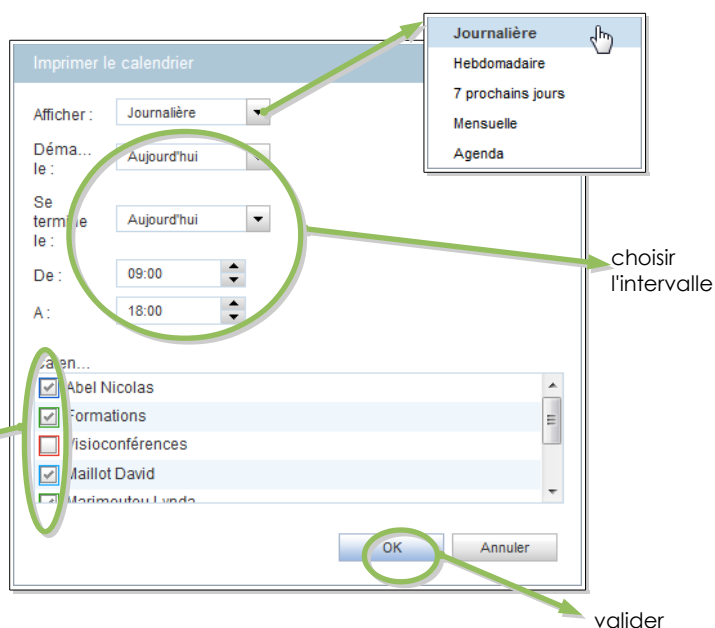 Journalière
Hebdomadaire
7 prochains jours
Mensuelle
Agenda
Imprimer le calendrier
Afficher : Journalière
Déma...
le : Aujourd'hui
Se
termine
le : Aujourd'hui
De : 09:00
A : 18:00
choisir
l'intervalle
Calen...
Abel Nicolas
Formations
Visioconférences
Maillot David
Marimoutou Lynda
OK Annuler
valider